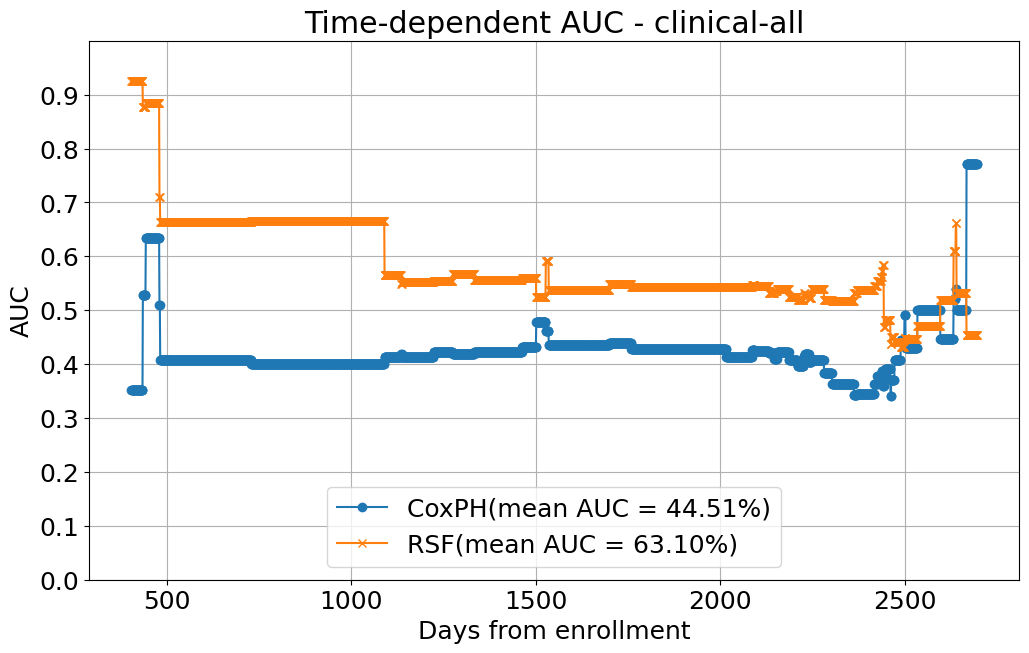 Time-dependent AUC - clinical-all
AUC
0.9
0.8
0.7
0.6
0.5
0.4
0.3
0.2
0.1
0.0
CoxPH(mean AUC = 44.51%)
RSF(mean AUC = 63.10%)
500 1000 1500 2000 2500
Days from enrollment